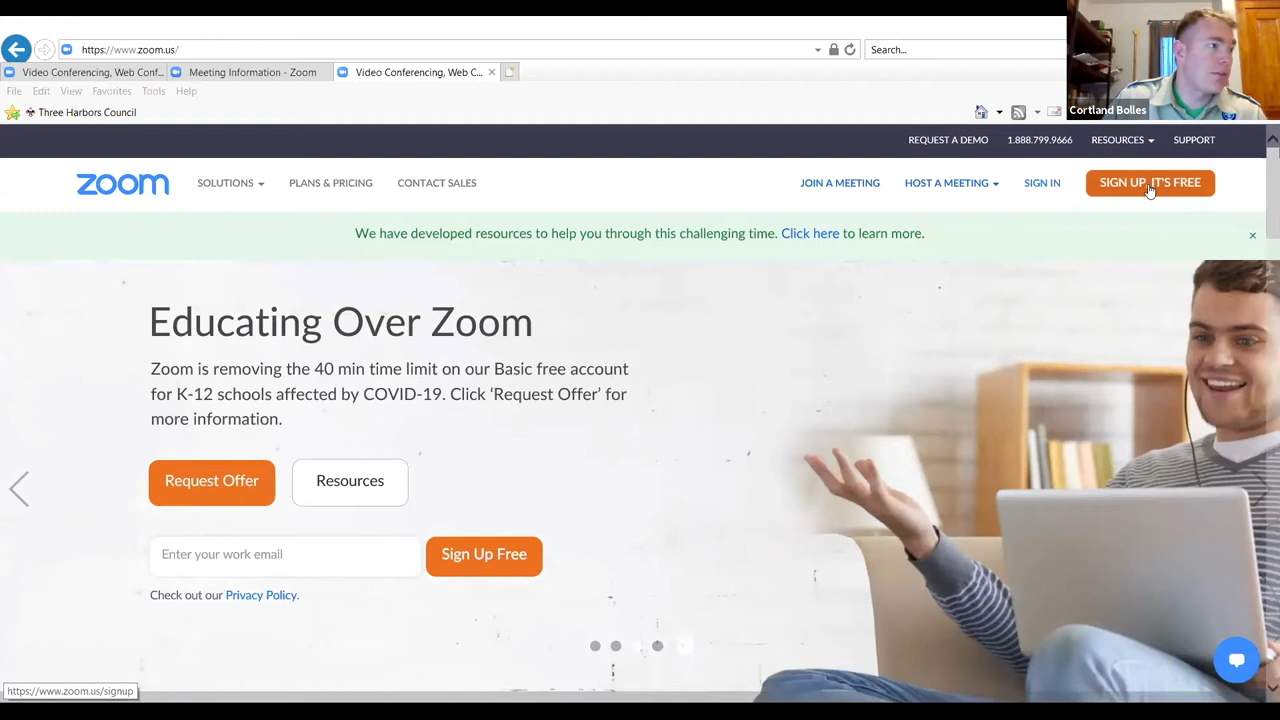 https://www.zoom.us/
Search...
Video Conferencing, Web Conf...
Meeting Information - Zoom
Video Conferencing, Web C...
File Edit View Favorites Tools Help
Cortland Bolles
Three Harbors Council
REQUEST A DEMO 1.888.799.9666 RESOURCES SUPPORT
zoom SOLUTIONS PLANS & PRICING CONTACT SALES JOIN A MEETING HOST A MEETING SIGN IN SIGN UP, IT'S FREE
We have developed resources to help you through this challenging time. Click here to learn more.
Educating Over Zoom
Zoom is removing the 40 min time limit on our Basic free account
for K-12 schools affected by COVID-19. Click 'Request Offer' for
more information.
Request Offer Resources
Enter your work email Sign Up Free
Check out our Privacy Policy.
https://www.zoom.us/signup